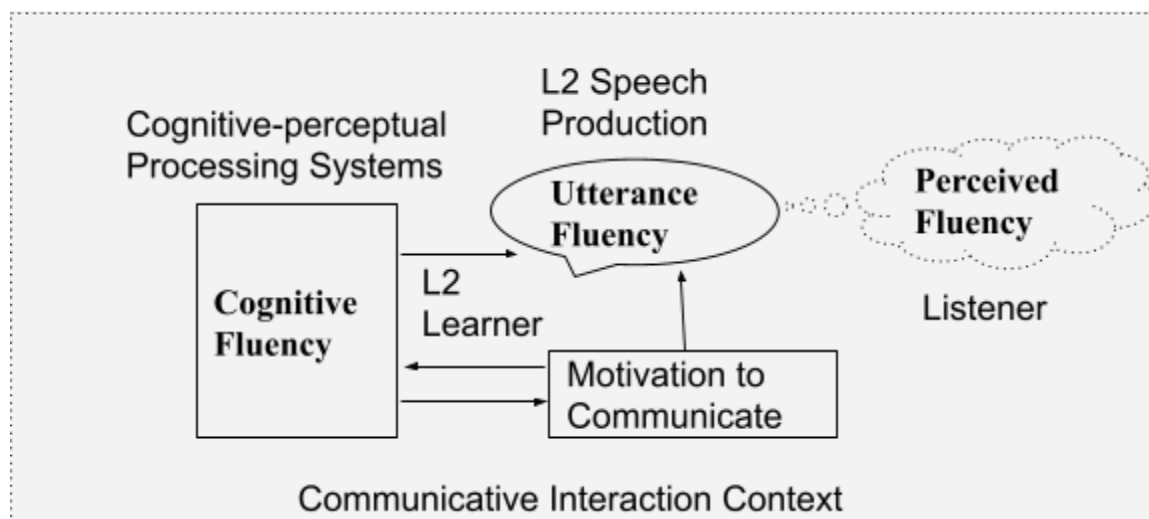 L2 Speech
Production
Cognitive-perceptual
Processing Systems
Utterance
Fluency
Perceived
Fluency
Cognitive
Fluency
L2
Learner
Listener
Motivation to
Communicate
Communicative Interaction Context